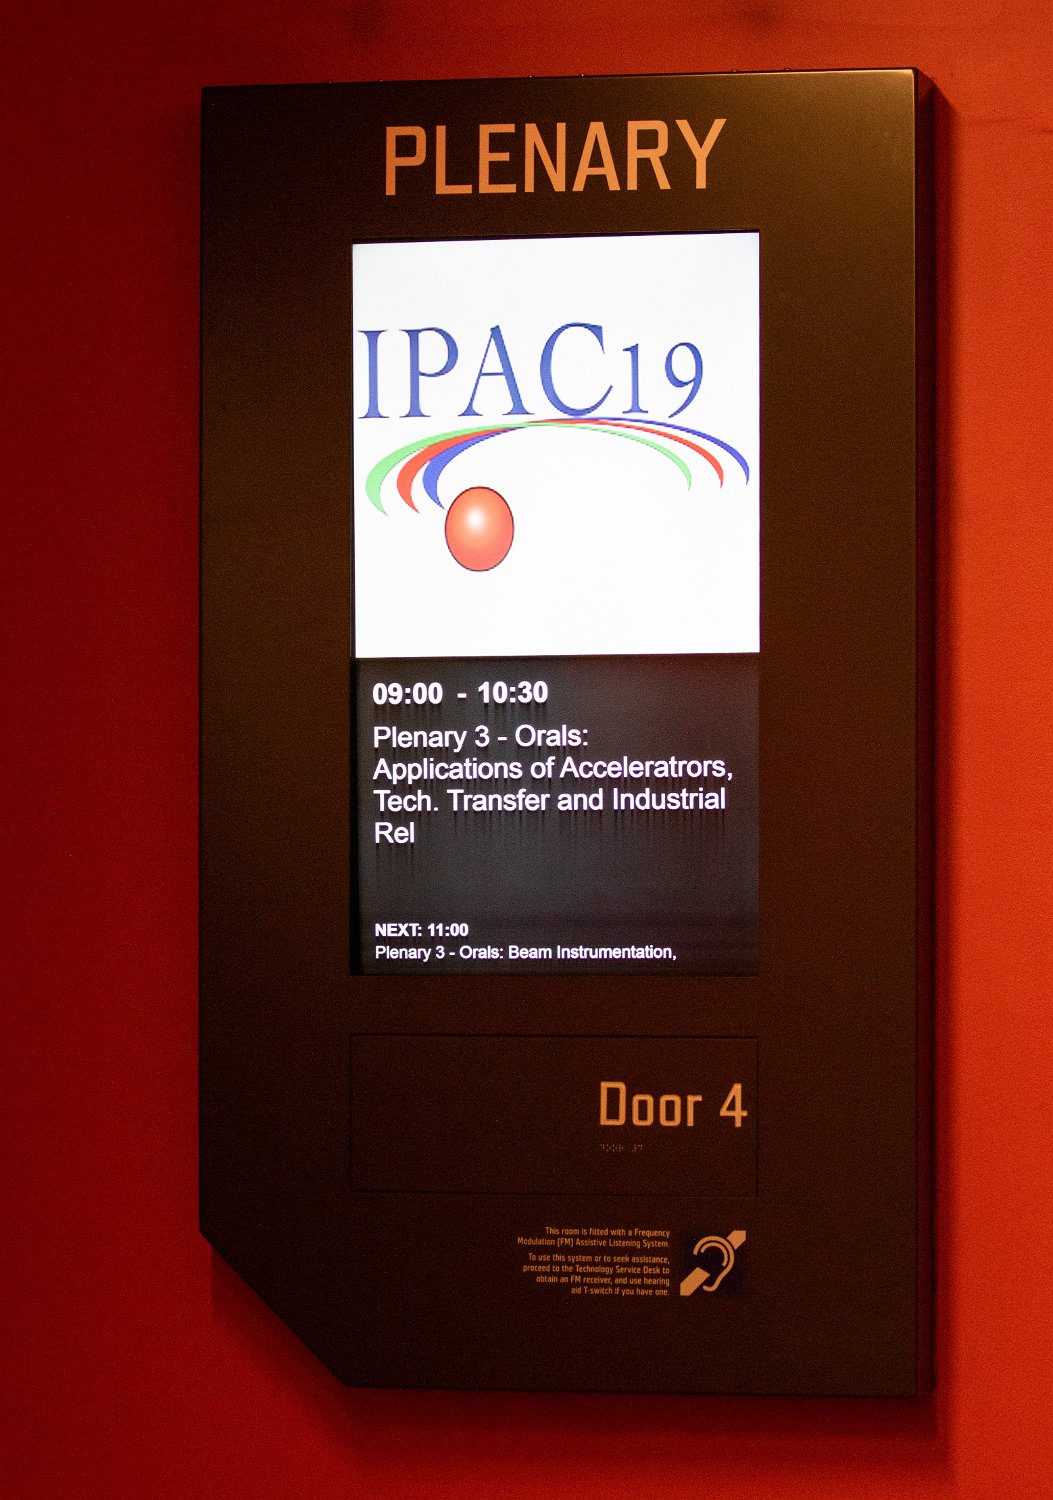 PLENARY
IPAC19
09:00 - 10:30
Plenary 3 - Orals:
Applications of Acceleratrors,
Tech. Transfer and Industrial
Rel
NEXT: 11:00
Plenary 3 - Orals: Beam Instrumentation,
Door 4
This room is fitted with a Frequency
Modulation (FM) Assistive Listening System.
To use this system or to seek assistance,
proceed to the Technology Service Desk to
obtain an FM receiver, and use hearing
aid T-switch if you have one.